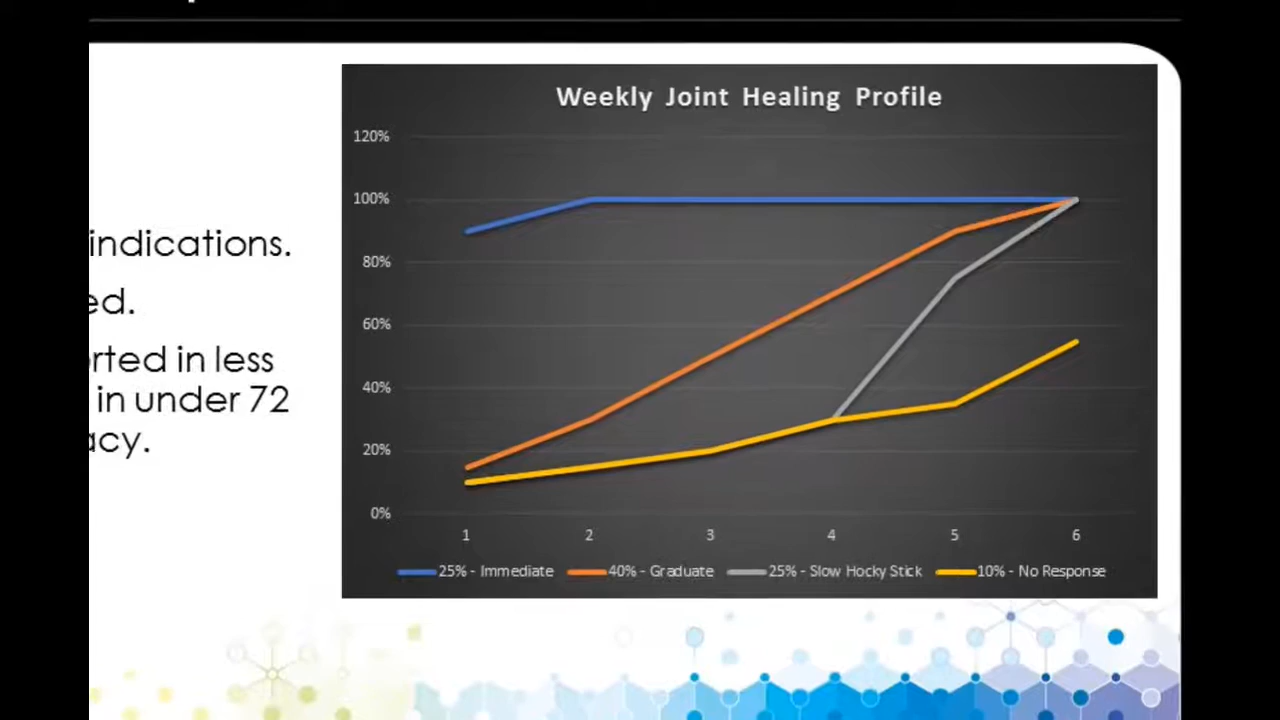 indications.
ed.
rted in less
in under 72
acy.
Weekly Joint Healing Profile
120%
100%
80%
60%
40%
20%
0%
1 2 3 4 5 6
25% - Immediate 40% - Graduate 25% - Slow Hocky Stick 10% - No Response